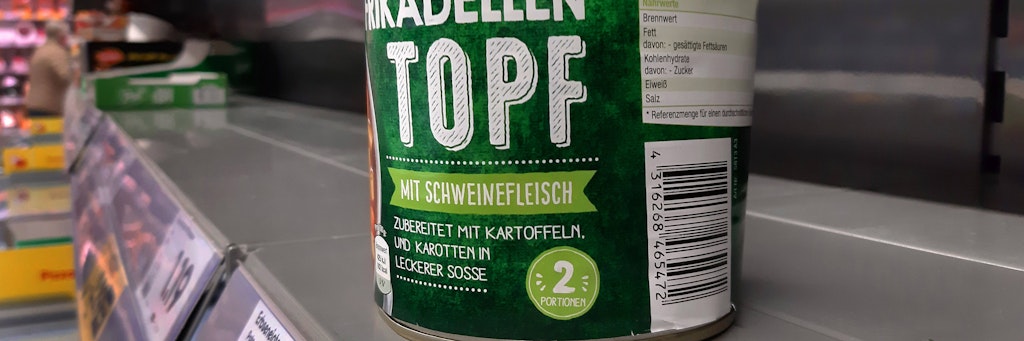 FRIKADELLEN
TOPF
MIT SCHWEINEFLEISCH
ZUBEREITET MIT KARTOFFELN,
UND KAROTTEN IN
LECKERER SOSSE
2
PORTIONEN
Nährwerte
Brennwert
Fett
davon: - gesättigte Fettsäuren
Kohlenhydrate
davon: - Zucker
Eiweiß
Salz
* Referenzmenge für einen durchschnittlichen
4 316268 465472